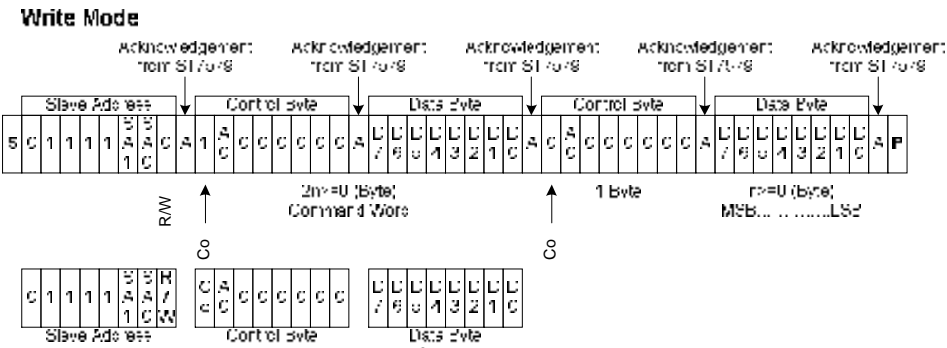 Write Mode
Acknowledgement Acknowledgement Acknowledgement Acknowledgement Acknowledgement
from from from from from
Slave Address Control Byte Data Byte Control Byte Data Byte
S 0 1 1 1 1 SA1 SA0 0 A 1 A0 0 0 0 0 0 0 A D7 D6 D5 D4 D3 D2 D1 D0 A 0 A0 0 0 0 0 0 0 A D7 D6 D5 D4 D3 D2 D1 D0 A P
2n>=0 (Byte) 1 Byte n>=0 (Byte)
Command Word MSB..............LSB
R/W
Co Co
0 1 1 1 1 SA1 SA0 R/W Co A0 0 0 0 0 0 0 D7 D6 D5 D4 D3 D2 D1 D0
Slave Address Control Byte Data Byte